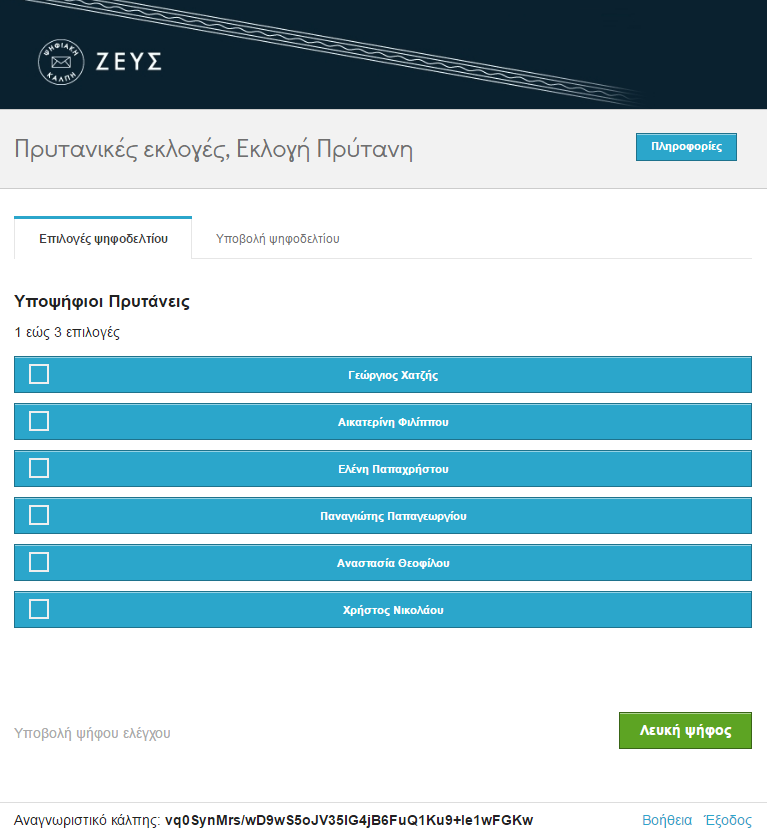 ΨΗΦΙΑΚΗ
ΚΑΛΠΗ
ΖΕΥΣ
Πρυτανικές εκλογές, Εκλογή Πρύτανη
Πληροφορίες
Επιλογές ψηφοδελτίου
Υποβολή ψηφοδελτίου
Υποψήφιοι Πρυτάνεις
1 εώς 3 επιλογές
Γεώργιος Χατζής
Αικατερίνη Φιλίππου
Ελένη Παπαχρήστου
Παναγιώτης Παπαγεωργίου
Αναστασία Θεοφίλου
Χρήστος Νικολάου
Υποβολή ψήφου ελέγχου
Λευκή ψήφος
Αναγνωριστικό κάλπης: vq0SynMrs/wD9wS5oJV35IG4jB6FuQ1Ku9+Ie1wFGKw
Βοήθεια Έξοδος